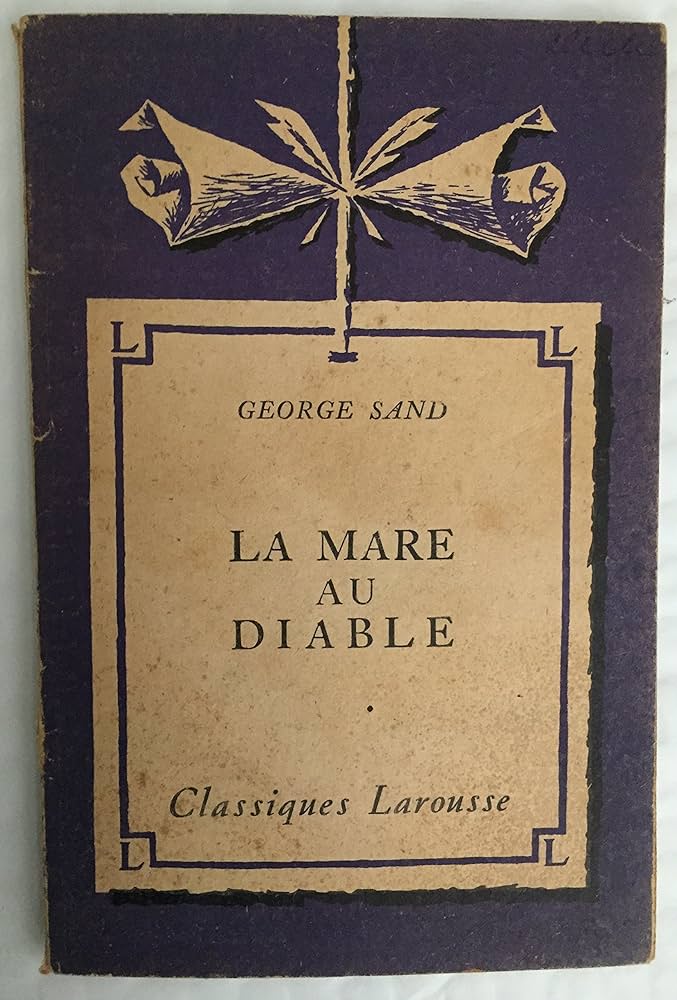 L L
GEORGE SAND
LA MARE
AU
DIABLE
Classiques Larousse
L L